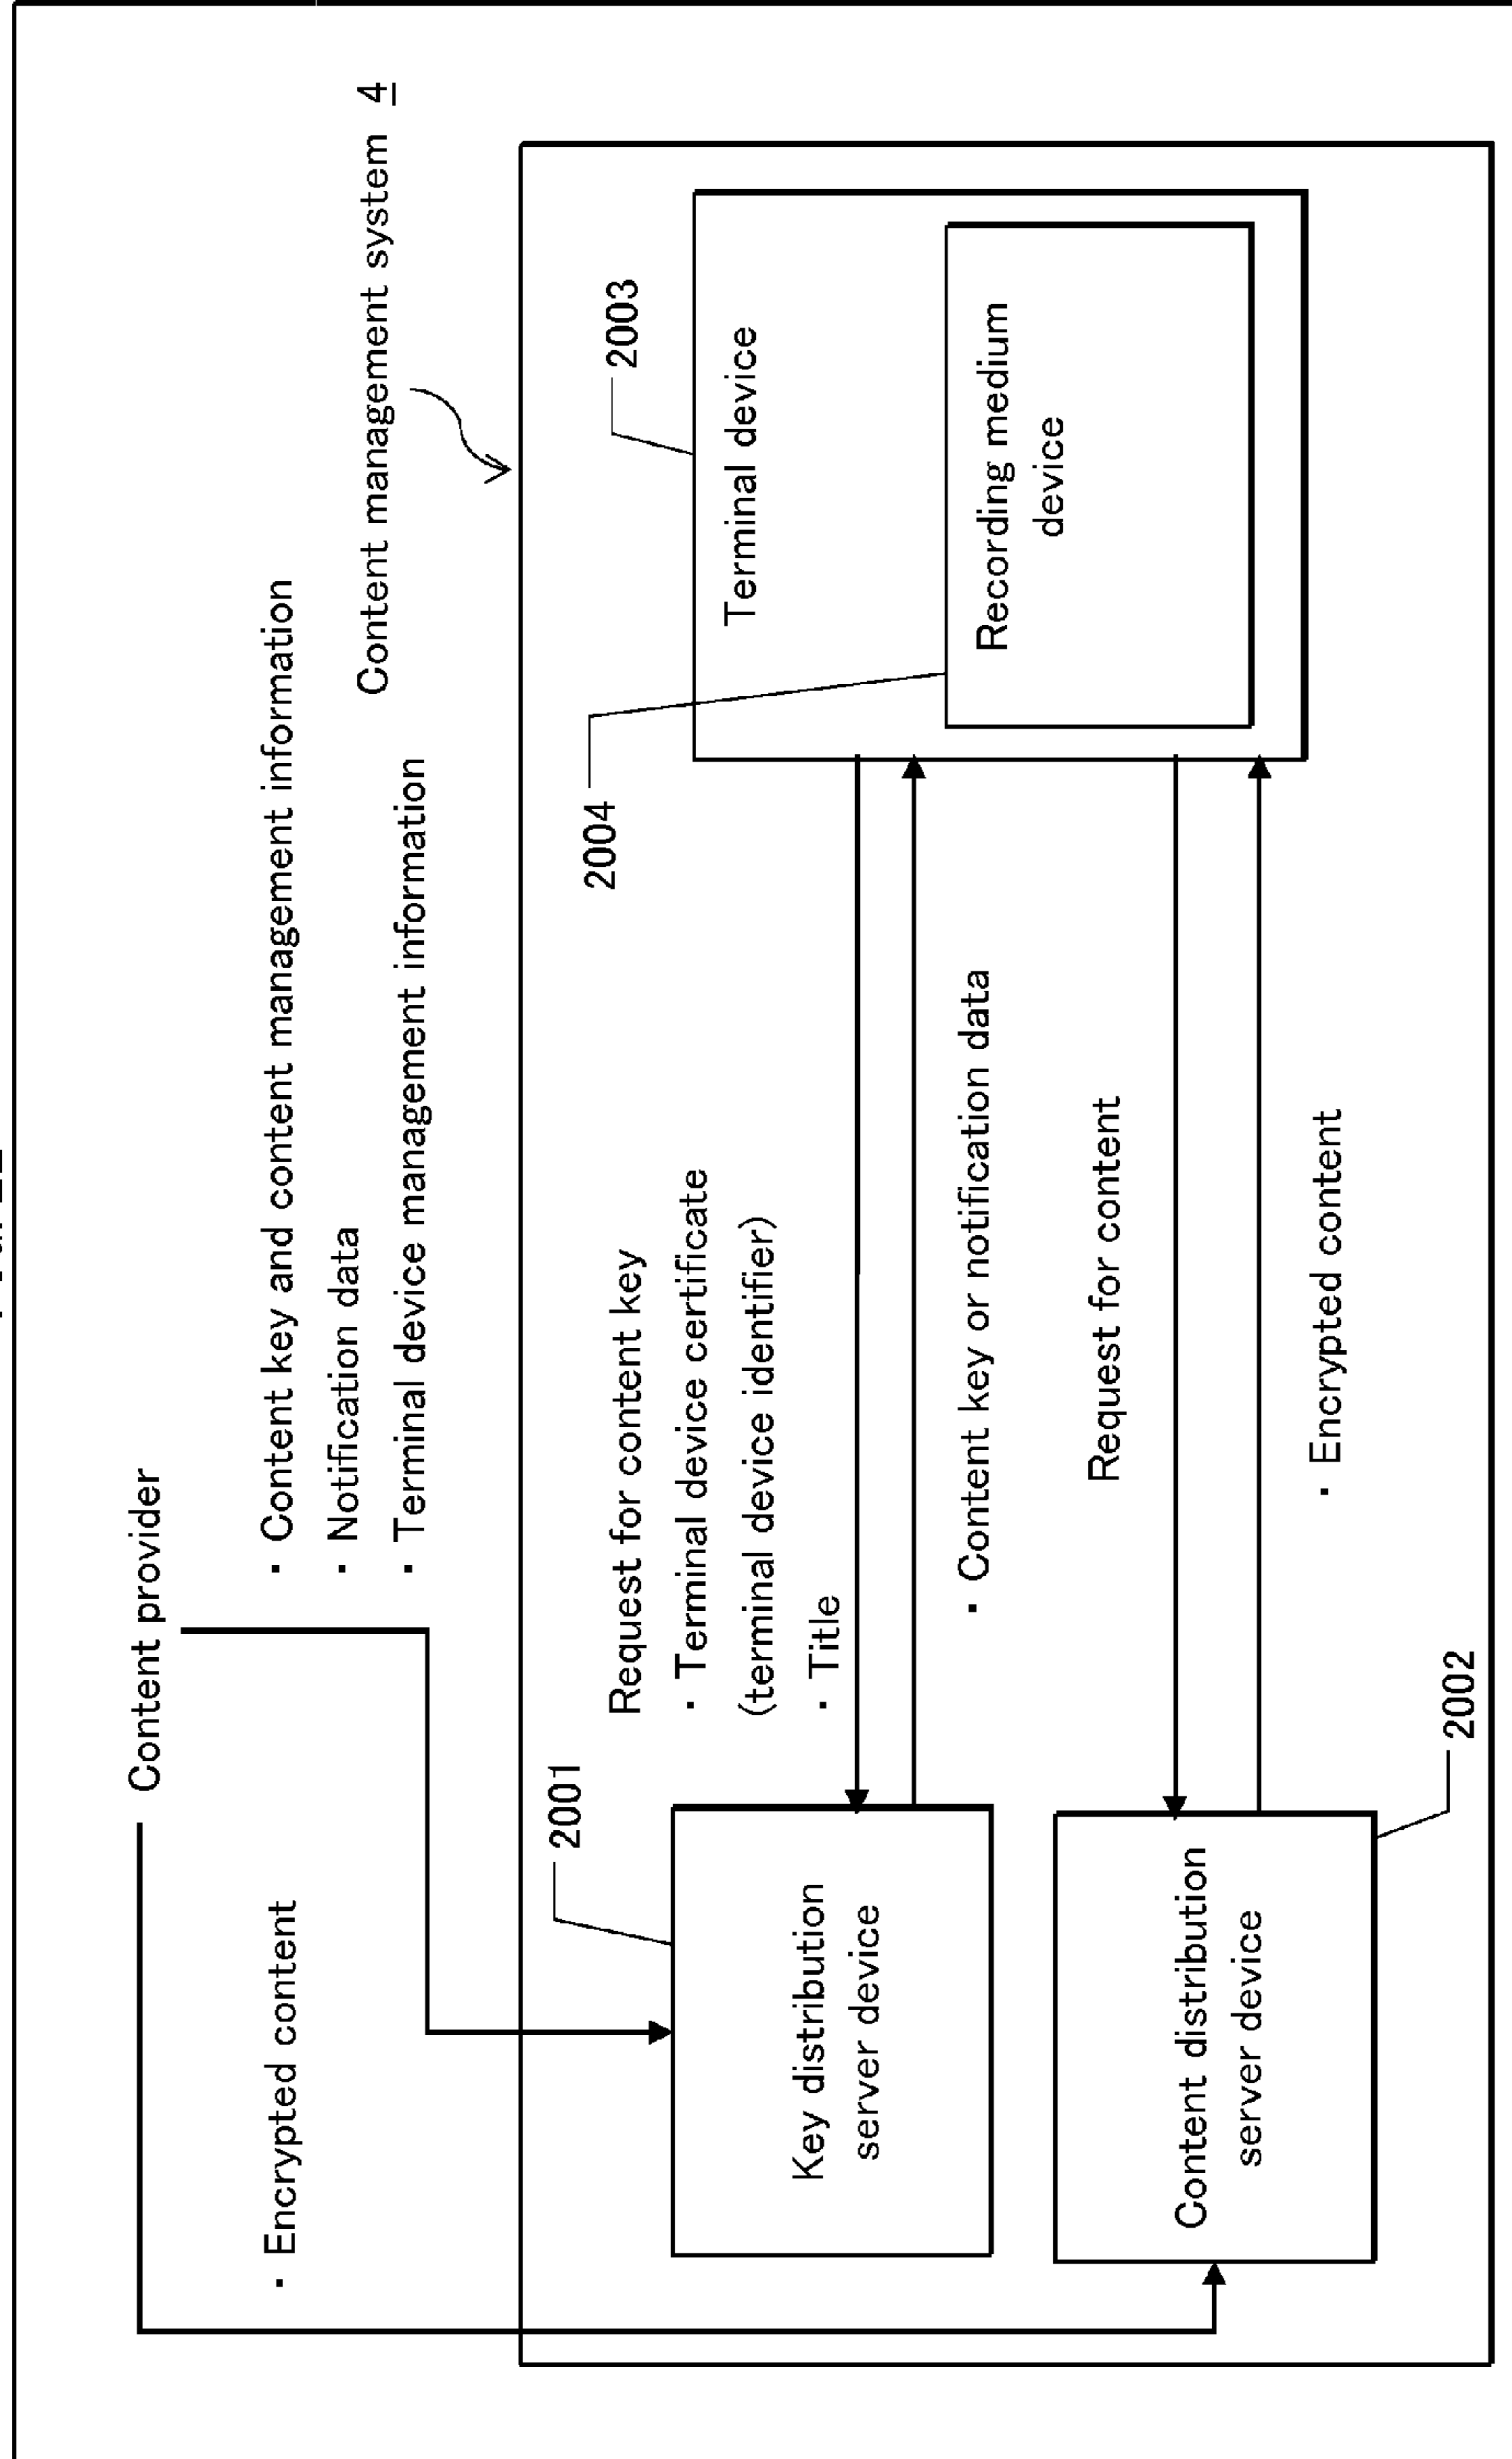 Content provider
· Encrypted content
· Content key and content management information
· Notification data
· Terminal device management information
Content management system 4
2001
Key distribution
server device
Request for content key
· Terminal device certificate
(terminal device identifier)
· Title
· Content key or notification data
2004
2003
Terminal device
Recording medium
device
Content distribution
server device
2002
Request for content
· Encrypted content